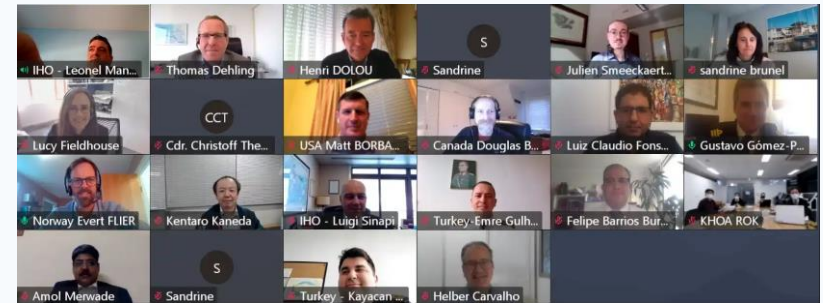 IHO - Leonel Man...
Thomas Dehling
Henri DOLOU
S
Sandrine
Julien Smeeckaert...
sandrine brunel
Lucy Fieldhouse
CCT
Cdr. Christoff The...
USA Matt BORBA...
Canada Douglas B...
Luiz Claudio Fons...
Gustavo Gómez-P...
Norway Evert FLIER
Kentaro Kaneda
IHO - Luigi Sinapi
Turkey-Emre Gulh...
Felipe Barrios Bur...
KHOA ROK
Amol Merwade
S
Sandrine
Turkey - Kayacan ...
Helber Carvalho